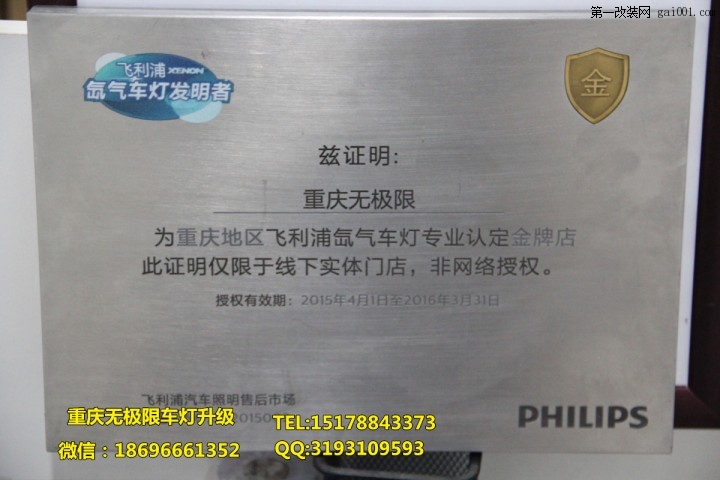 第一改装网 gai001.com
飞利浦 XENON
氙气车灯发明者
金
兹证明:
重庆无极限
为重庆地区飞利浦氙气车灯专业认定金牌店
此证明仅限于线下实体门店，非网络授权。
授权有效期：2015年4月1日至2016年3月31日
飞利浦汽车照明售后市场
PHILIPS
重庆无极限车灯升级
TEL:15178843373
微信：18696661352
QQ:3193109593